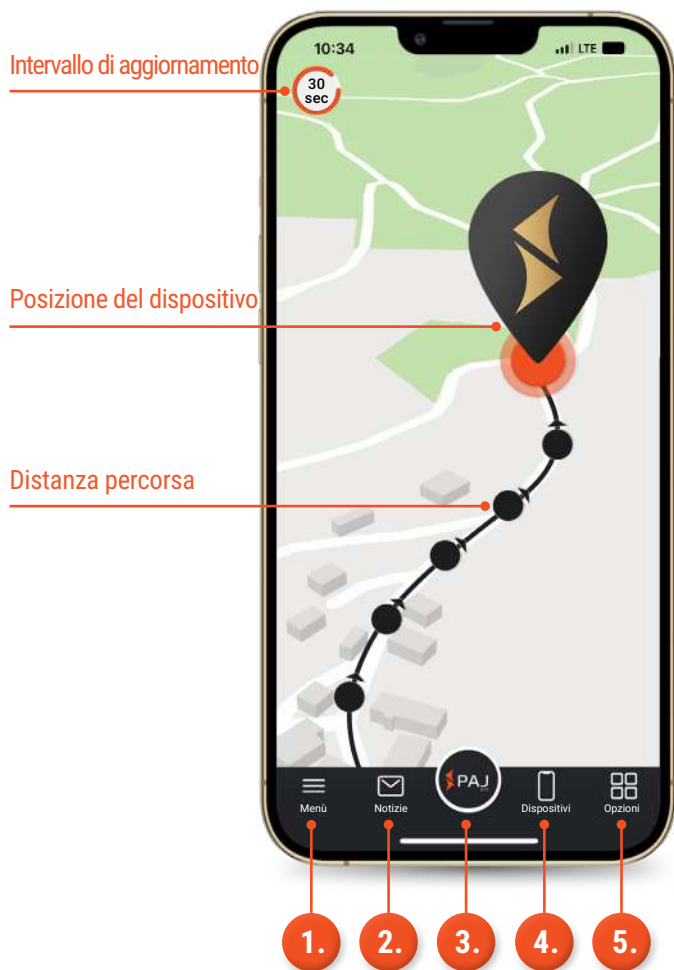 10:34
LTE
Intervallo di aggiornamento
30
sec
Posizione del dispositivo
Distanza percorsa
PAJ
Menù
Notizie
Dispositivi
Opzioni
1.
2.
3.
4.
5.